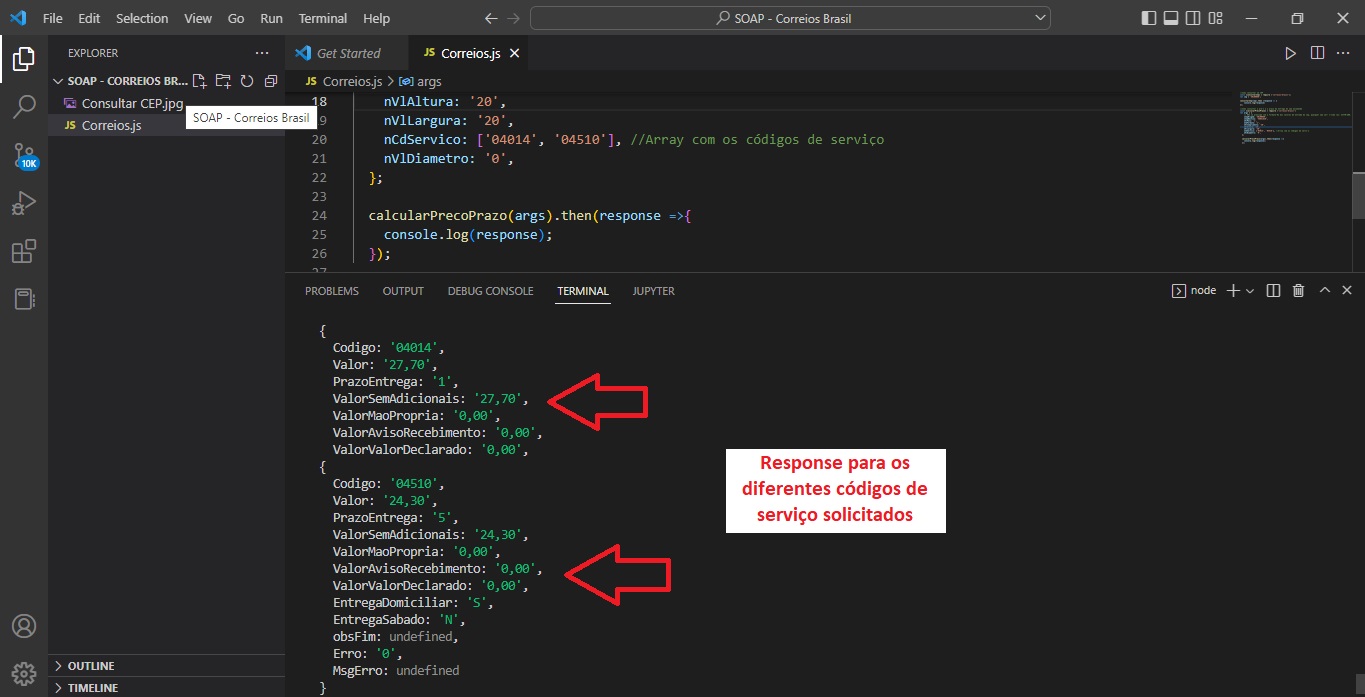 File Edit Selection View Go Run Terminal Help
SOAP - Correios Brasil
EXPLORER
SOAP - CORREIOS BR...
Consultar CEP.jpg
JS Correios.js
SOAP - Correios Brasil
10K
OUTLINE
TIMELINE
Get Started
JS Correios.js
JS Correios.js > args
18 nVlAltura: '20',
19 nVlLargura: '20',
20 nCdServico: ['04014', '04510'], //Array com os códigos de serviço
21 nVlDiametro: '0',
22 };
23
24 calcularPrecoPrazo(args).then(response =>{
25 console.log(response);
26 });
27
PROBLEMS OUTPUT DEBUG CONSOLE TERMINAL JUPYTER
node
{
Codigo: '04014',
Valor: '27,70',
PrazoEntrega: '1',
ValorSemAdicionais: '27,70',
ValorMaoPropria: '0,00',
ValorAvisoRecebimento: '0,00',
ValorValorDeclarado: '0,00',
{
Codigo: '04510',
Valor: '24,30',
PrazoEntrega: '5',
ValorSemAdicionais: '24,30',
ValorMaoPropria: '0,00',
ValorAvisoRecebimento: '0,00',
ValorValorDeclarado: '0,00',
EntregaDomiciliar: 'S',
EntregaSabado: 'N',
obsFim: undefined,
Erro: '0',
MsgErro: undefined
}
Response para os
diferentes códigos de
serviço solicitados